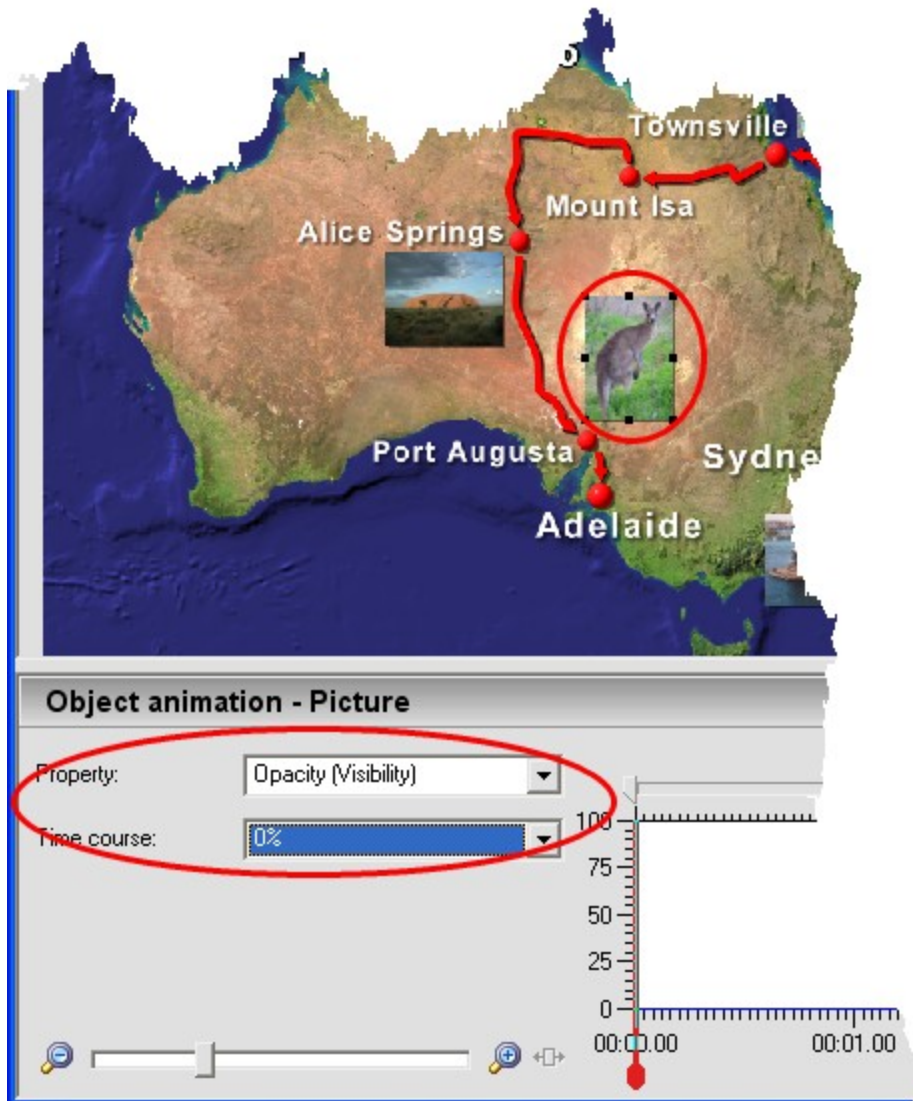 Townsville
Mount Isa
Alice Springs
Port Augusta
Sydne
Adelaide
Object animation - Picture
Property:
Opacity (Visibility)
Time course:
0%
100
75
50
25
0
00:00.00
00:01.00